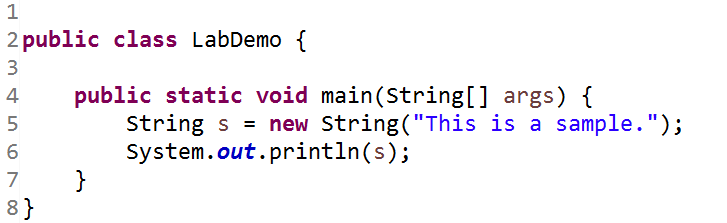 1
2 public class LabDemo {
3
4     public static void main(String[] args) {
5         String s = new String("This is a sample.");
6         System.out.println(s);
7     }
8 }